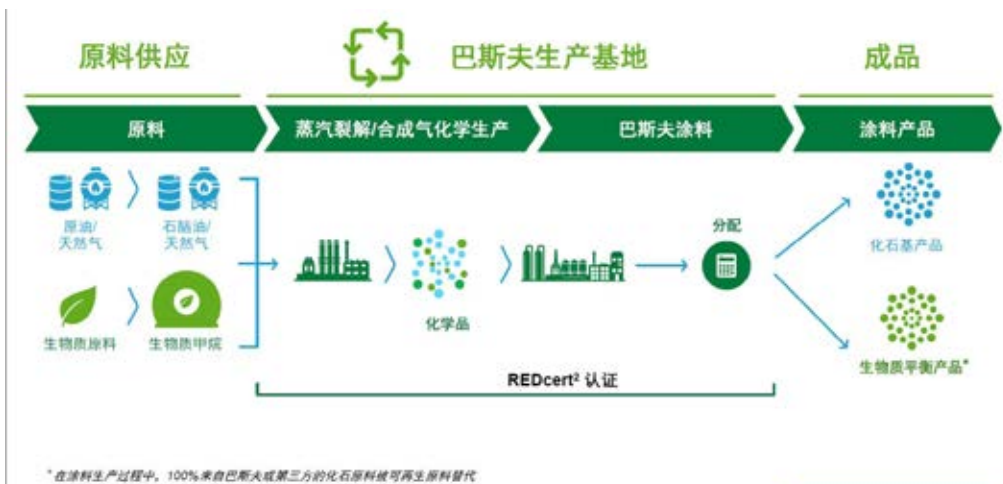 原料供应
巴斯夫生产基地
成品
原料
蒸汽裂解/合成气化学生产
巴斯夫涂料
涂料产品
原油/
天然气
石脑油/
天然气
生物质原料
生物质甲烷
化学品
分配
化石基产品
生物质平衡产品*
REDcert² 认证
* 在涂料生产过程中，100%来自巴斯夫或第三方的化石原料被可再生原料替代